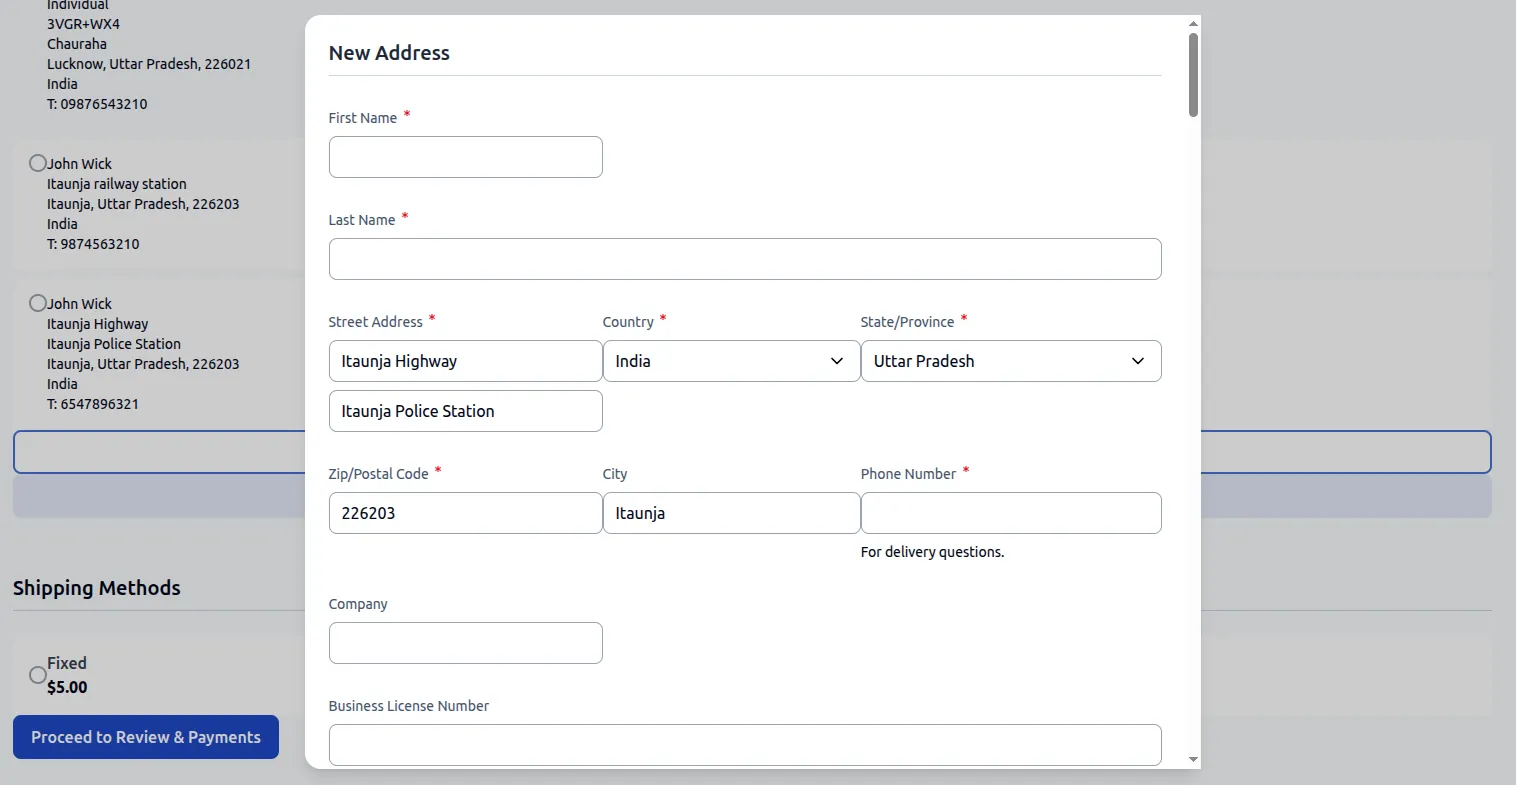 Individual
3VGR+WX4
Chauraha
Lucknow, Uttar Pradesh, 226021
India
T: 09876543210
John Wick
Itaunja railway station
Itaunja, Uttar Pradesh, 226203
India
T: 9874563210
John Wick
Itaunja Highway
Itaunja Police Station
Itaunja, Uttar Pradesh, 226203
India
T: 6547896321
Shipping Methods
Fixed
$5.00
Proceed to Review & Payments
New Address
First Name *
Last Name *
Street Address * Country * State/Province *
Itaunja Highway India Uttar Pradesh
Itaunja Police Station
Zip/Postal Code * City Phone Number *
226203 Itaunja
For delivery questions.
Company
Business License Number